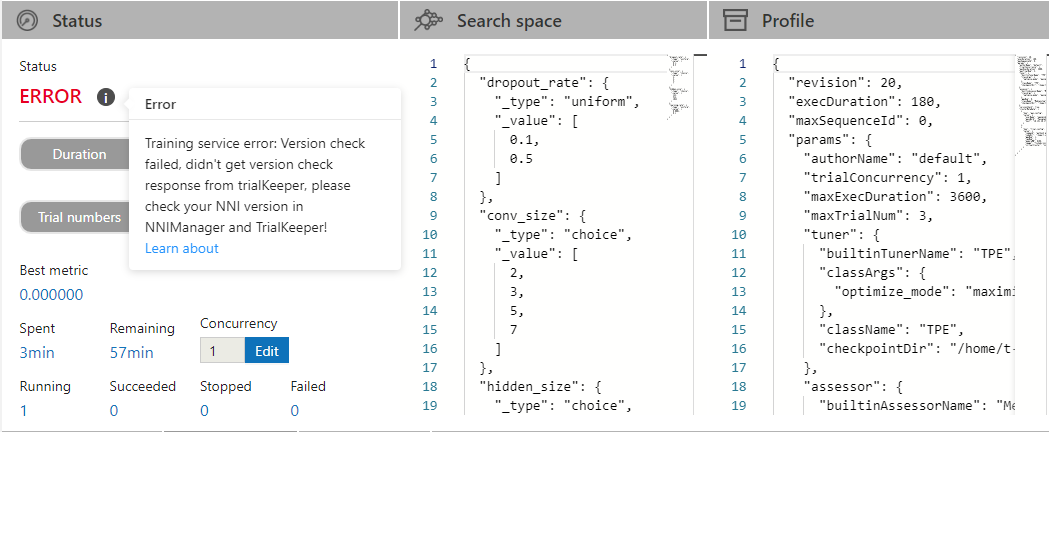 Status
Status
ERROR
Error
Training service error: Version check
failed, didn't get version check
response from trialKeeper, please
check your NNI version in
NNIManager and TrialKeeper!
Learn about
Duration
Trial numbers
Best metric
0.000000
Spent
Remaining
Concurrency
3min
57min
1
Edit
Running
Succeeded
Stopped
Failed
1
0
0
0
Search space
1 {
2 "dropout_rate": {
3 "_type": "uniform",
4 "_value": [
5 0.1,
6 0.5
7 ]
8 },
9 "conv_size": {
10 "_type": "choice",
11 "_value": [
12 2,
13 3,
14 5,
15 7
16 ]
17 },
18 "hidden_size": {
19 "_type": "choice",
Profile
1 {
2 "revision": 20,
3 "execDuration": 180,
4 "maxSequenceId": 0,
5 "params": {
6 "authorName": "default",
7 "trialConcurrency": 1,
8 "maxExecDuration": 3600,
9 "maxTrialNum": 3,
10 "tuner": {
11 "builtinTunerName": "TPE",
12 "classArgs": {
13 "optimize_mode": "maximi
14 },
15 "className": "TPE",
16 "checkpointDir": "/home/t-
17 },
18 "assessor": {
19 "builtinAssessorName": "Me